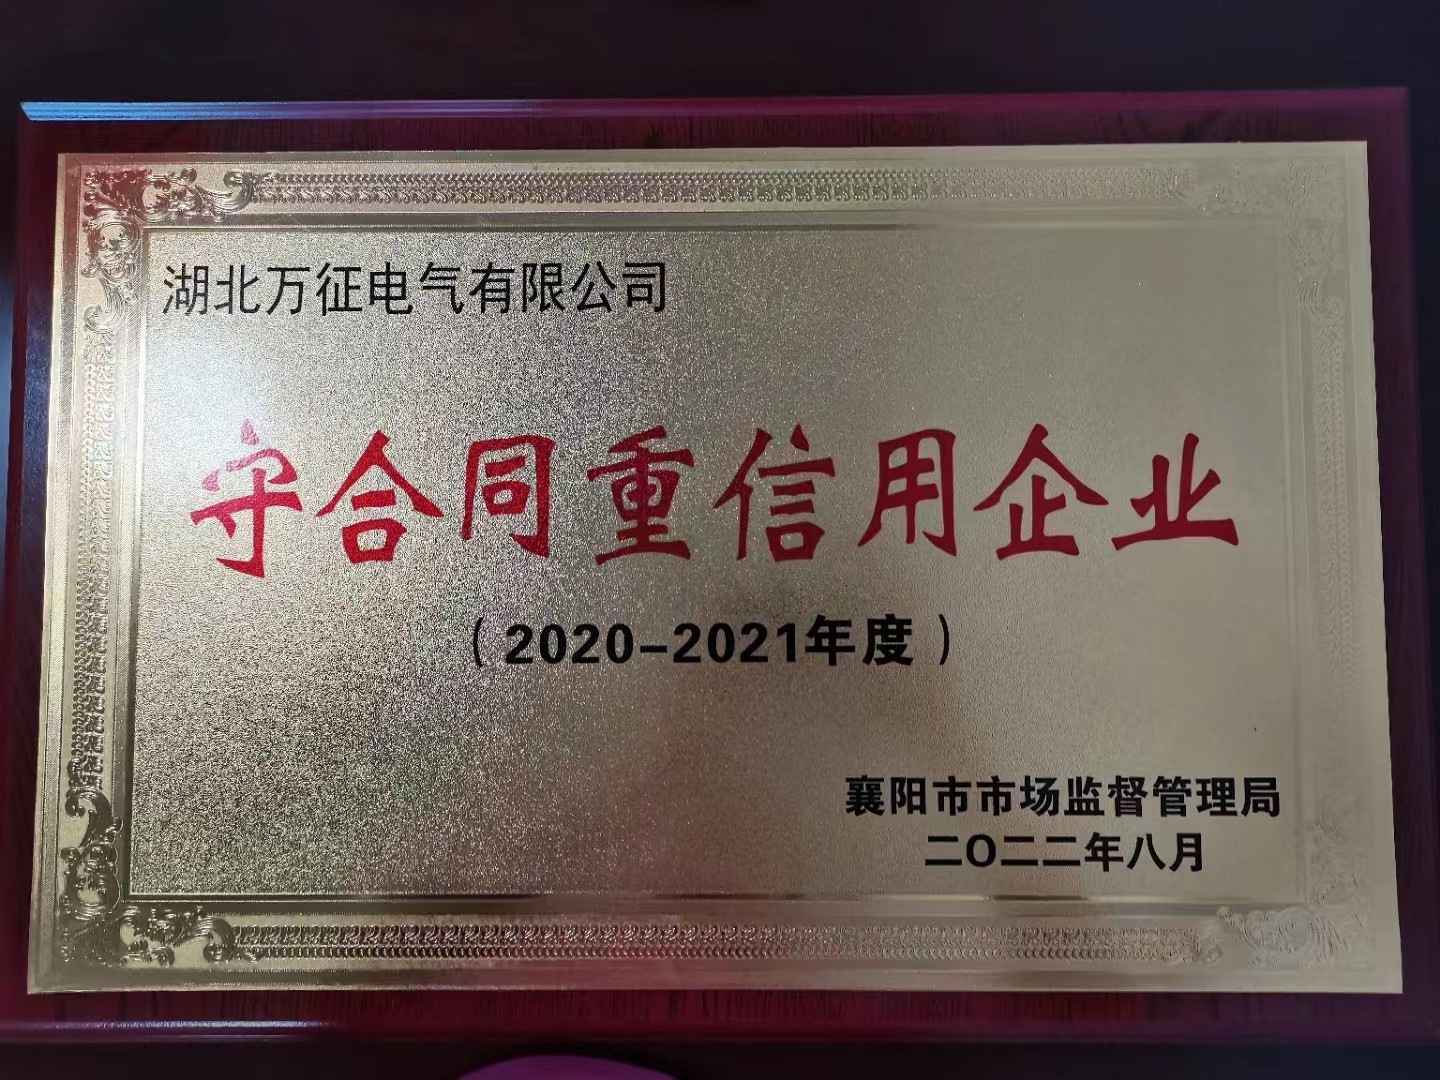 湖北万征电气有限公司
守合同重信用企业
（2020-2021年度）
襄阳市市场监督管理局
二〇二二年八月